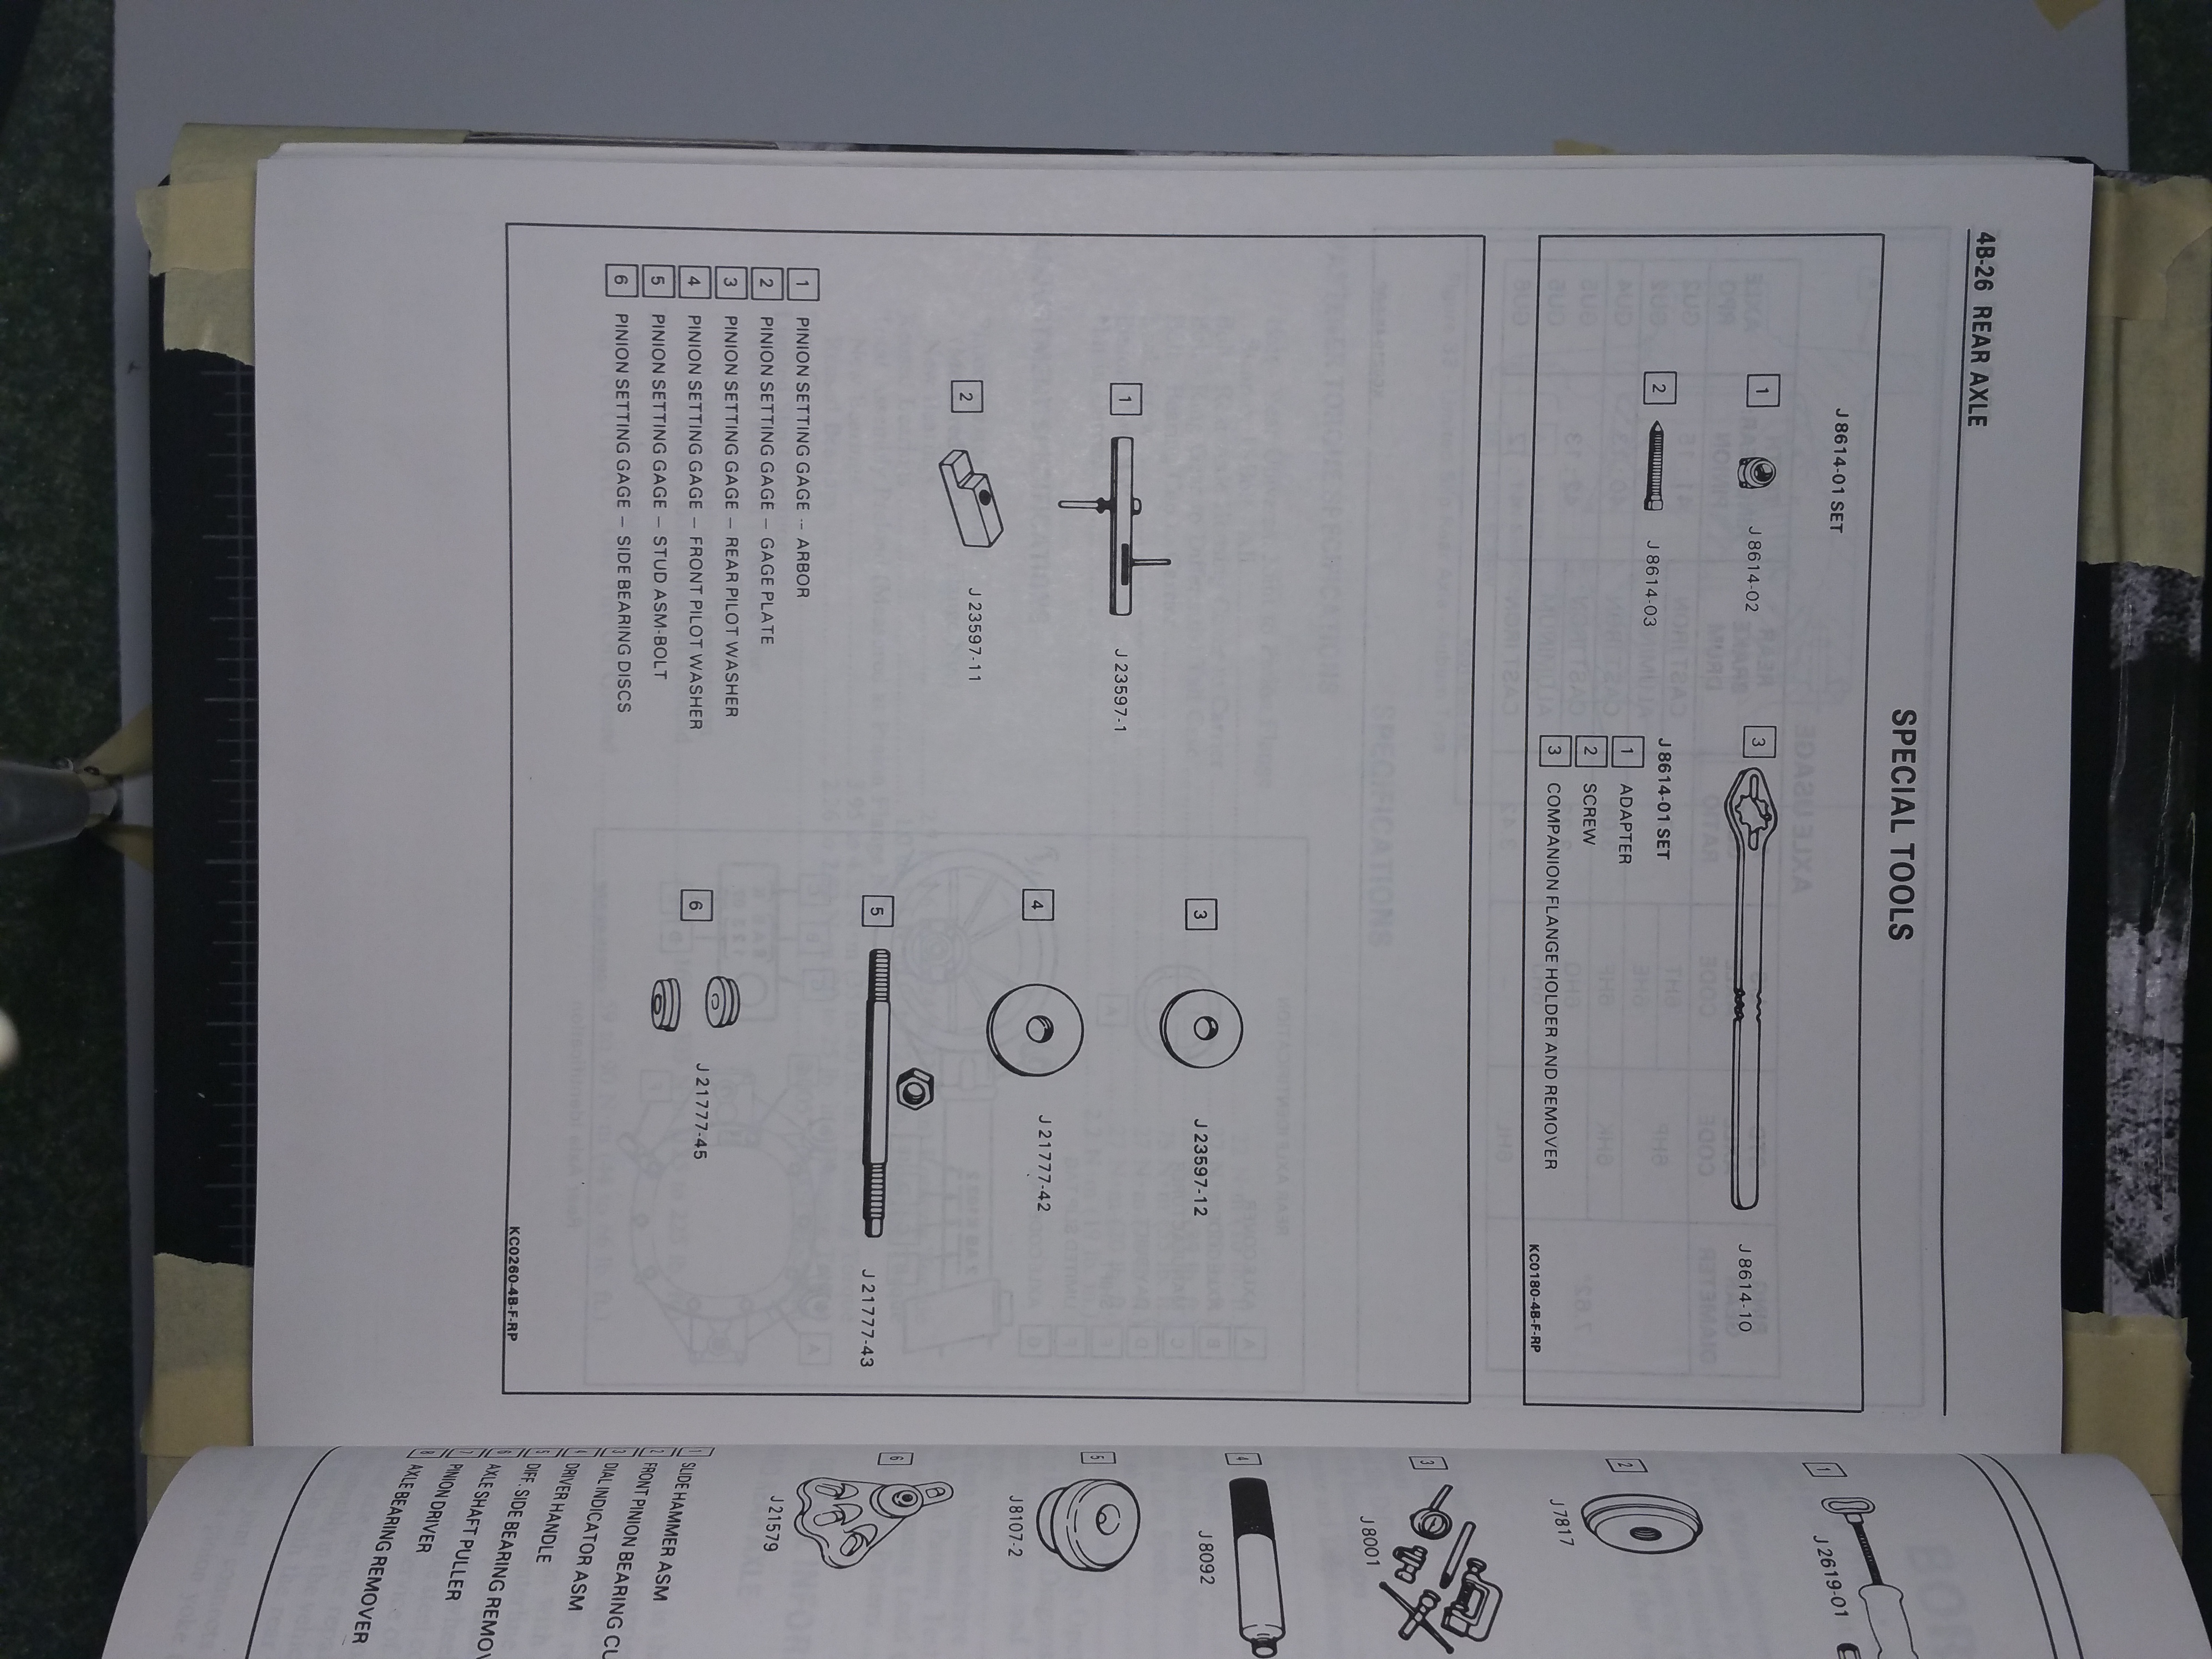 4B-26 REAR AXLE
SPECIAL TOOLS
J 8614-01 SET
1
J 8614-02
2
J 8614-03
3
J 8614-10
J 8614-01 SET
1 ADAPTER
2 SCREW
3 COMPANION FLANGE HOLDER AND REMOVER
KC0180-4B-F-RP
1
J 23597-1
2
J 23597-11
3
J 23597-12
4
J 21777-42
5
J 21777-43
6
J 21777-45
1 PINION SETTING GAGE -- ARBOR
2 PINION SETTING GAGE — GAGE PLATE
3 PINION SETTING GAGE — REAR PILOT WASHER
4 PINION SETTING GAGE — FRONT PILOT WASHER
5 PINION SETTING GAGE — STUD ASM-BOLT
6 PINION SETTING GAGE — SIDE BEARING DISCS
KC0260-4B-F-RP
1
J 2619-01
2
J 7817
3
J 8001
4
J 8092
5
J 8107-2
6
J 21579
1 SLIDE HAMMER ASM
2 FRONT PINION BEARING CU
3 DIAL INDICATOR ASM
4 DRIVER HANDLE
5 DIFF. SIDE BEARING REMOV
6 AXLE SHAFT PULLER
7 PINION DRIVER
8 AXLE BEARING REMOVER